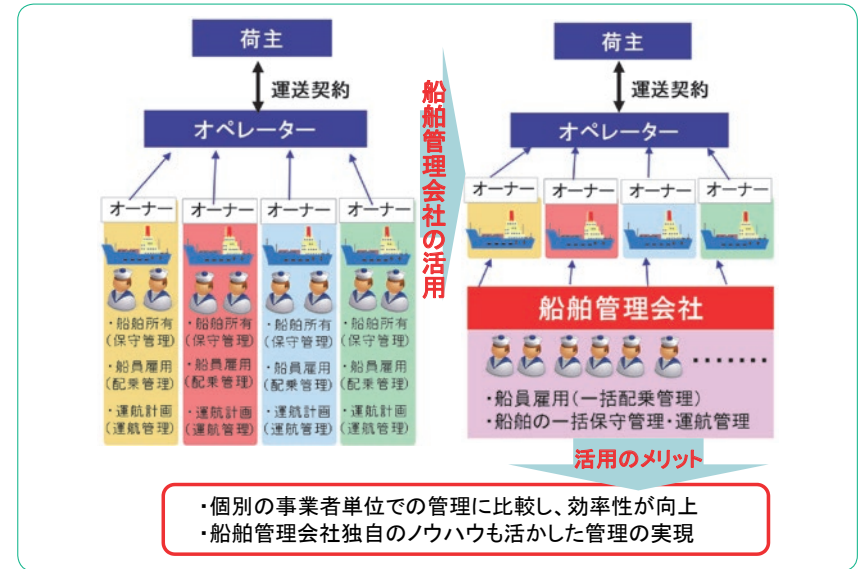 荷主
運送契約
オペレーター
オーナー
オーナー
オーナー
オーナー
・船舶所有
(保守管理)
・船員雇用
(配乗管理)
・運航計画
(運航管理)
・船舶所有
(保守管理)
・船員雇用
(配乗管理)
・運航計画
(運航管理)
・船舶所有
(保守管理)
・船員雇用
(配乗管理)
・運航計画
(運航管理)
・船舶所有
(保守管理)
・船員雇用
(配乗管理)
・運航計画
(運航管理)
船舶管理会社の活用
荷主
運送契約
オペレーター
オーナー
オーナー
オーナー
オーナー
船舶管理会社
・・・・・・・
・船員雇用(一括配乗管理)
・船舶の一括保守管理・運航管理
活用のメリット
・個別の事業者単位での管理に比較し、効率性が向上
・船舶管理会社独自のノウハウも活かした管理の実現